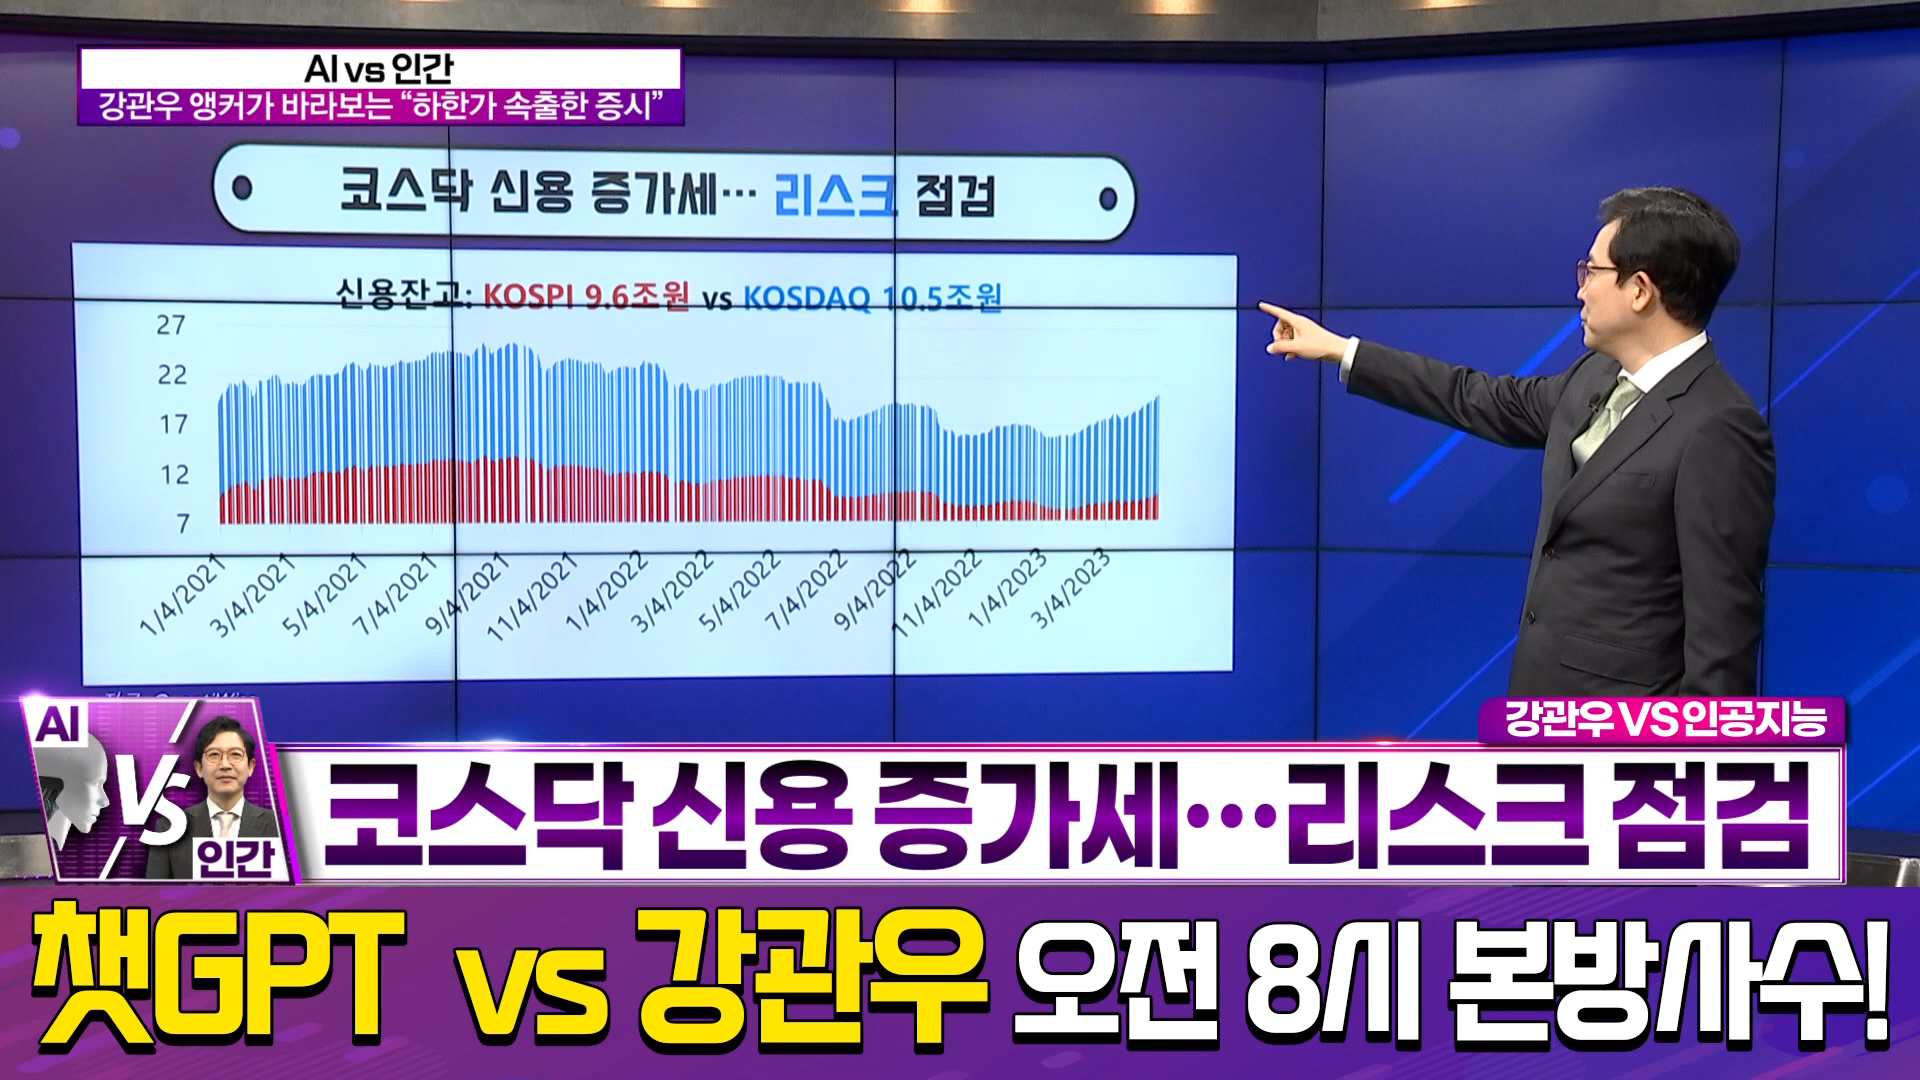 AI vs 인간
강관우 앵커가 바라보는 “하한가 속출한 증시”
코스닥 신용 증가세… 리스크 점검
신용잔고: KOSPI 9.6조원 vs KOSDAQ 10.5조원
27
22
17
12
7
1/4/2021
3/4/2021
5/4/2021
7/4/2021
9/4/2021
11/4/2021
1/4/2022
3/4/2022
5/4/2022
7/4/2022
9/4/2022
11/4/2022
1/4/2023
3/4/2023
강관우 VS 인공지능
AI
VS
인간
코스닥 신용 증가세…리스크 점검
챗GPT vs 강관우 오전 8시 본방사수!